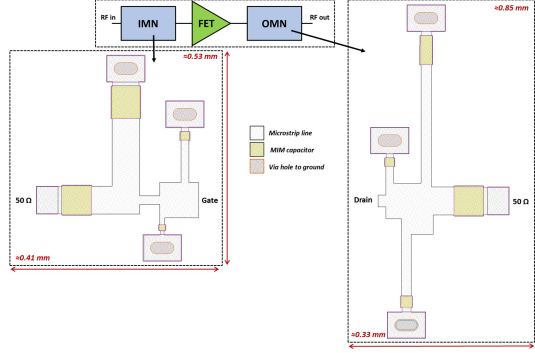 RF in
IMN
FET
OMN
RF out
≈0.53 mm
≈0.85 mm
Microstrip line
MIM capacitor
Via hole to ground
50 Ω
Gate
Drain
50 Ω
≈0.41 mm
≈0.33 mm